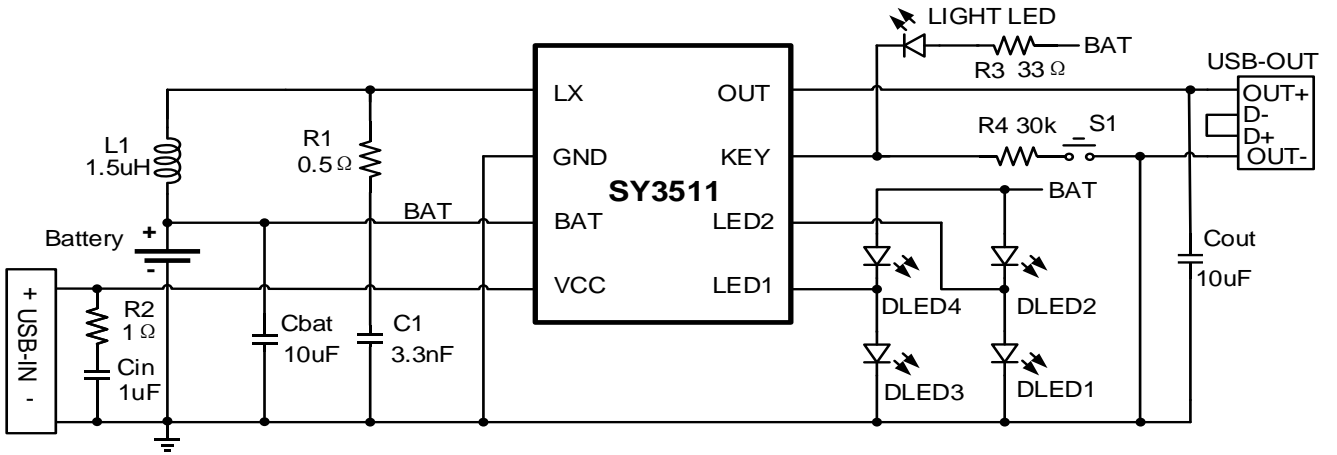 LIGHT LED
BAT
R3 33Ω
USB-OUT
LX
OUT
OUT+
D-
D+
OUT-
L1
1.5uH
R1
0.5Ω
R4 30k
S1
GND
KEY
SY3511
BAT
BAT
BAT
LED2
Battery
+
-
Cout
10uF
VCC
LED1
DLED4
DLED2
+ USB-IN -
R2
1Ω
Cbat
10uF
C1
3.3nF
Cin
1uF
DLED3
DLED1